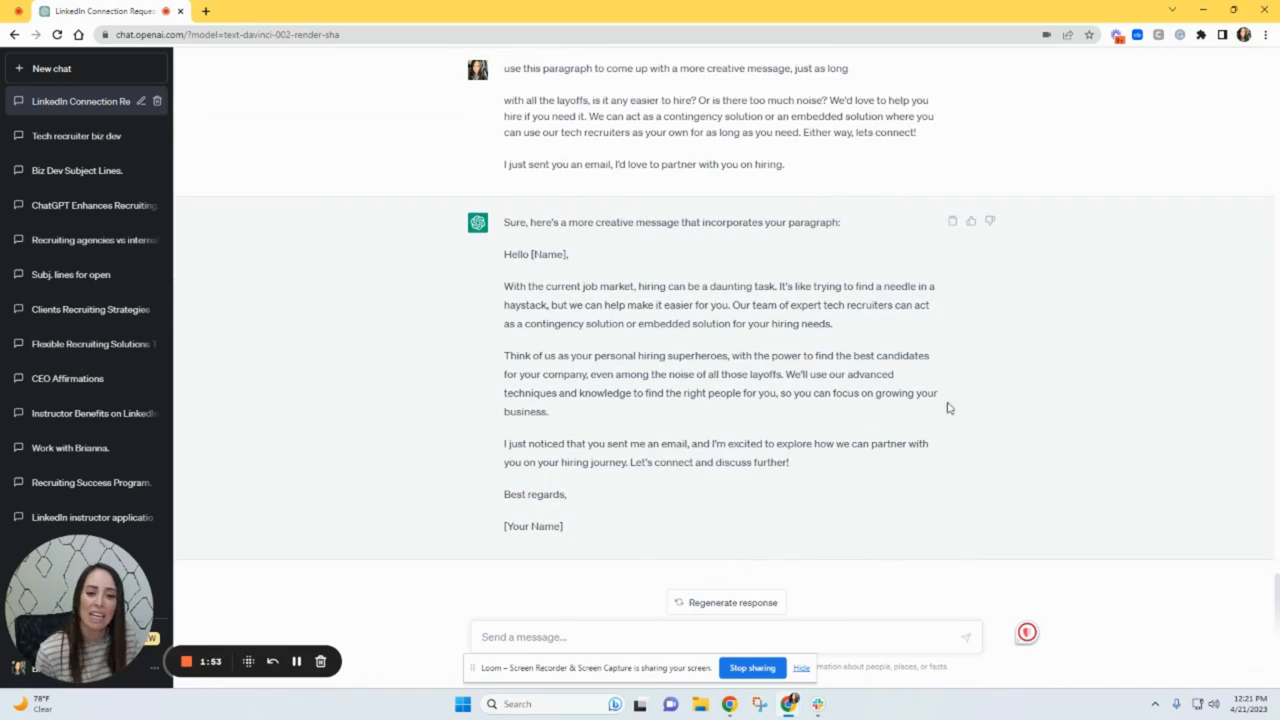 LinkedIn Connection Reque
chat.openai.com/?model=text-davinci-002-render-sha
New chat
LinkedIn Connection Re
Tech recruiter biz dev
Biz Dev Subject Lines.
ChatGPT Enhances Recruiting
Recruiting agencies vs interna
Subj. lines for open
Clients Recruiting Strategies
Flexible Recruiting Solutions T
CEO Affirmations
Instructor Benefits on LinkedIn
Work with Brianna.
Recruiting Success Program.
LinkedIn instructor applicatio
W
1:53
use this paragraph to come up with a more creative message, just as long
with all the layoffs, is it any easier to hire? Or is there too much noise? We'd love to help you
hire if you need it. We can act as a contingency solution or an embedded solution where you
can use our tech recruiters as your own for as long as you need. Either way, lets connect!
I just sent you an email, I'd love to partner with you on hiring.
Sure, here's a more creative message that incorporates your paragraph:
Hello [Name],
With the current job market, hiring can be a daunting task. It's like trying to find a needle in a
haystack, but we can help make it easier for you. Our team of expert tech recruiters can act
as a contingency solution or embedded solution for your hiring needs.
Think of us as your personal hiring superheroes, with the power to find the best candidates
for your company, even among the noise of all those layoffs. We'll use our advanced
techniques and knowledge to find the right people for you, so you can focus on growing your
business.
I just noticed that you sent me an email, and I'm excited to explore how we can partner with
you on your hiring journey. Let's connect and discuss further!
Best regards,
[Your Name]
Regenerate response
Send a message...
Loom – Screen Recorder & Screen Capture is sharing your screen.
Stop sharing
Hide
mation about people, places, or facts
78°F
Clear
Search
12:21 PM
4/21/2023